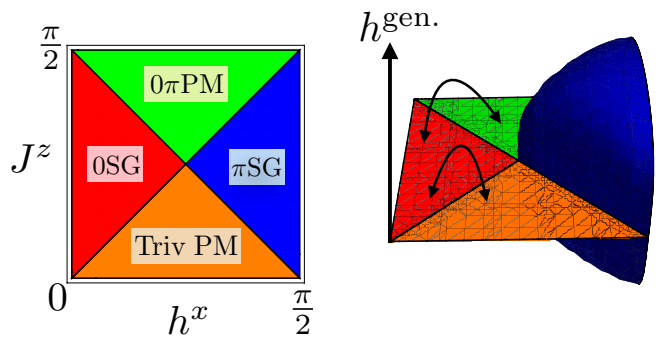 π/2
0πPM
J^z
0SG
πSG
Triv PM
0
h^x
π/2
h^gen.